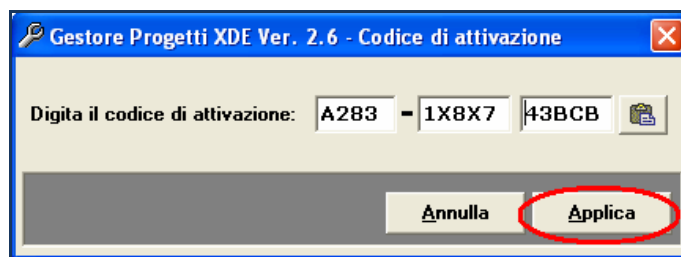 Gestore Progetti XDE Ver. 2.6 - Codice di attivazione
Digita il codice di attivazione: A283 - 1X8X7 43BCB
Annulla Applica